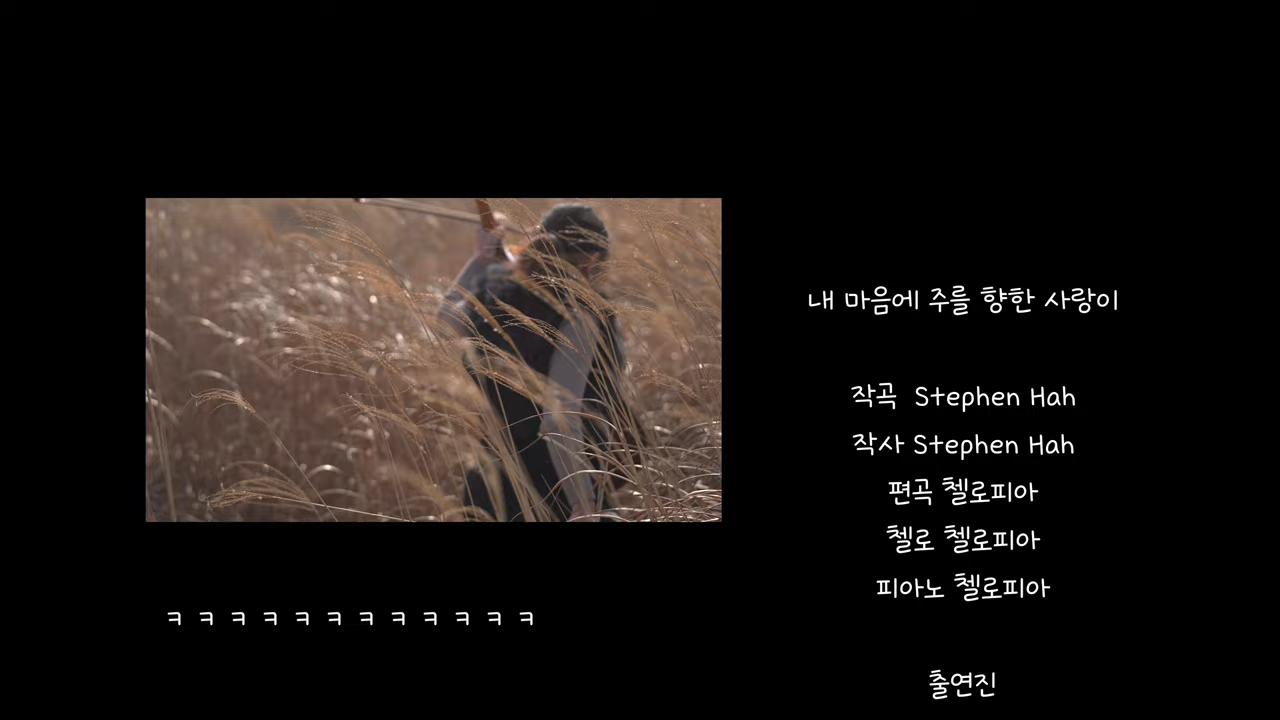 내 마음에 주를 향한 사랑이
작곡 Stephen Hah
작사 Stephen Hah
편곡 첼로피아
첼로 첼로피아
피아노 첼로피아
ㅋ ㅋ ㅋ ㅋ ㅋ ㅋ ㅋ ㅋ ㅋ ㅋ ㅋ ㅋ
출연진